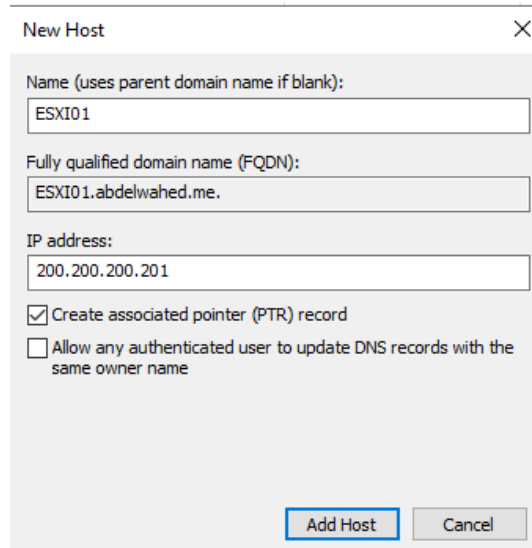 New Host
Name (uses parent domain name if blank):
ESXI01
Fully qualified domain name (FQDN):
ESXI01.abdelwahed.me.
IP address:
200.200.200.201
Create associated pointer (PTR) record
Allow any authenticated user to update DNS records with the
same owner name
Add Host
Cancel